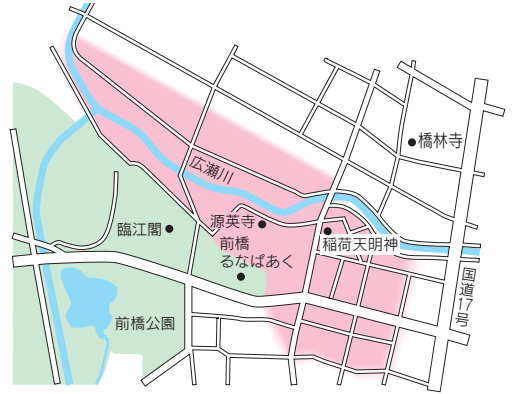 橋林寺
広瀬川
源英寺
臨江閣
前橋
るなぱあく
稲荷天明神
国道17号
前橋公園